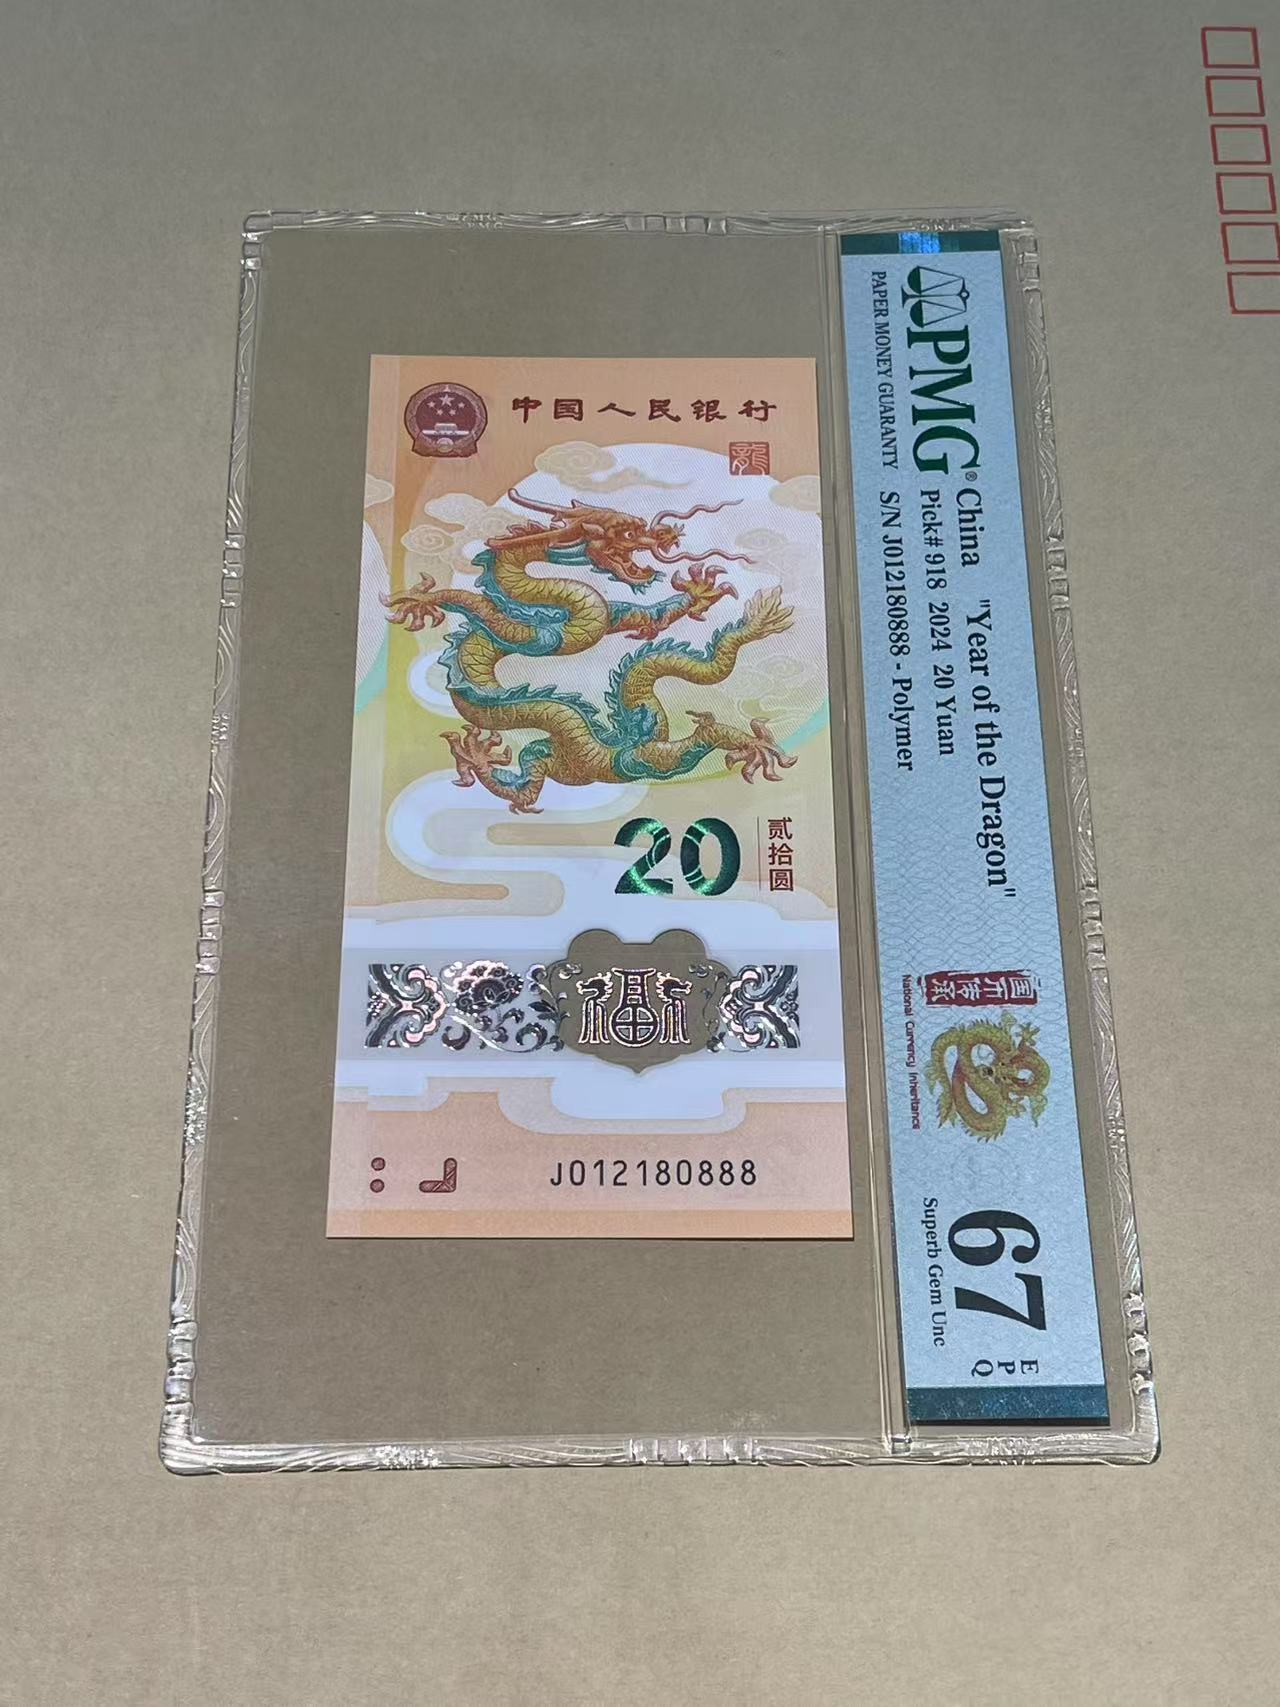 中国人民银行
龍
20
贰拾圆
福
J012180888
PMG®
PAPER MONEY GUARANTY
China "Year of the Dragon"
Pick# 918 2024 20 Yuan
S/N J012180888 - Polymer
国币传承
National Currency Inheritance
67
EPQ
Superb Gem Unc